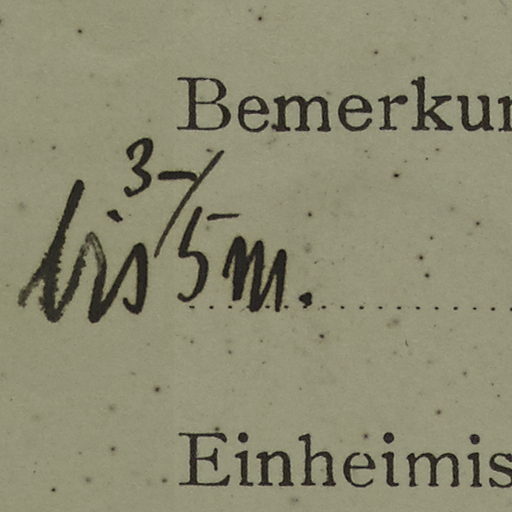 Bemerkun
bis 3-/5 m.
Einheimis